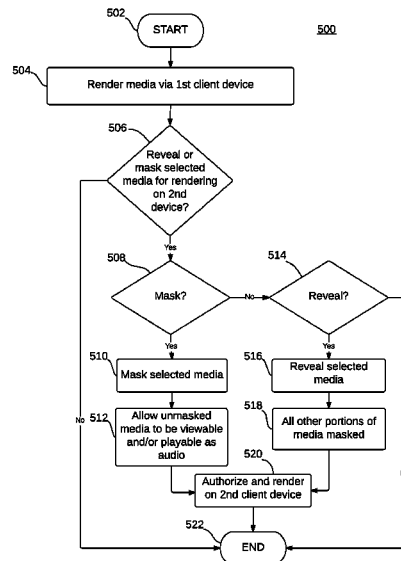 502
START
500
504
Render media via 1st client device
506
Reveal or
mask selected
media for rendering
on 2nd
device?
Yes
508
Mask?
No
514
Reveal?
Yes
Yes
510
Mask selected media
516
Reveal selected
media
No
512
Allow unmasked
media to be viewable
and/or playable as
audio
518
All other portions of
media masked
520
Authorize and render
on 2nd client device
522
END